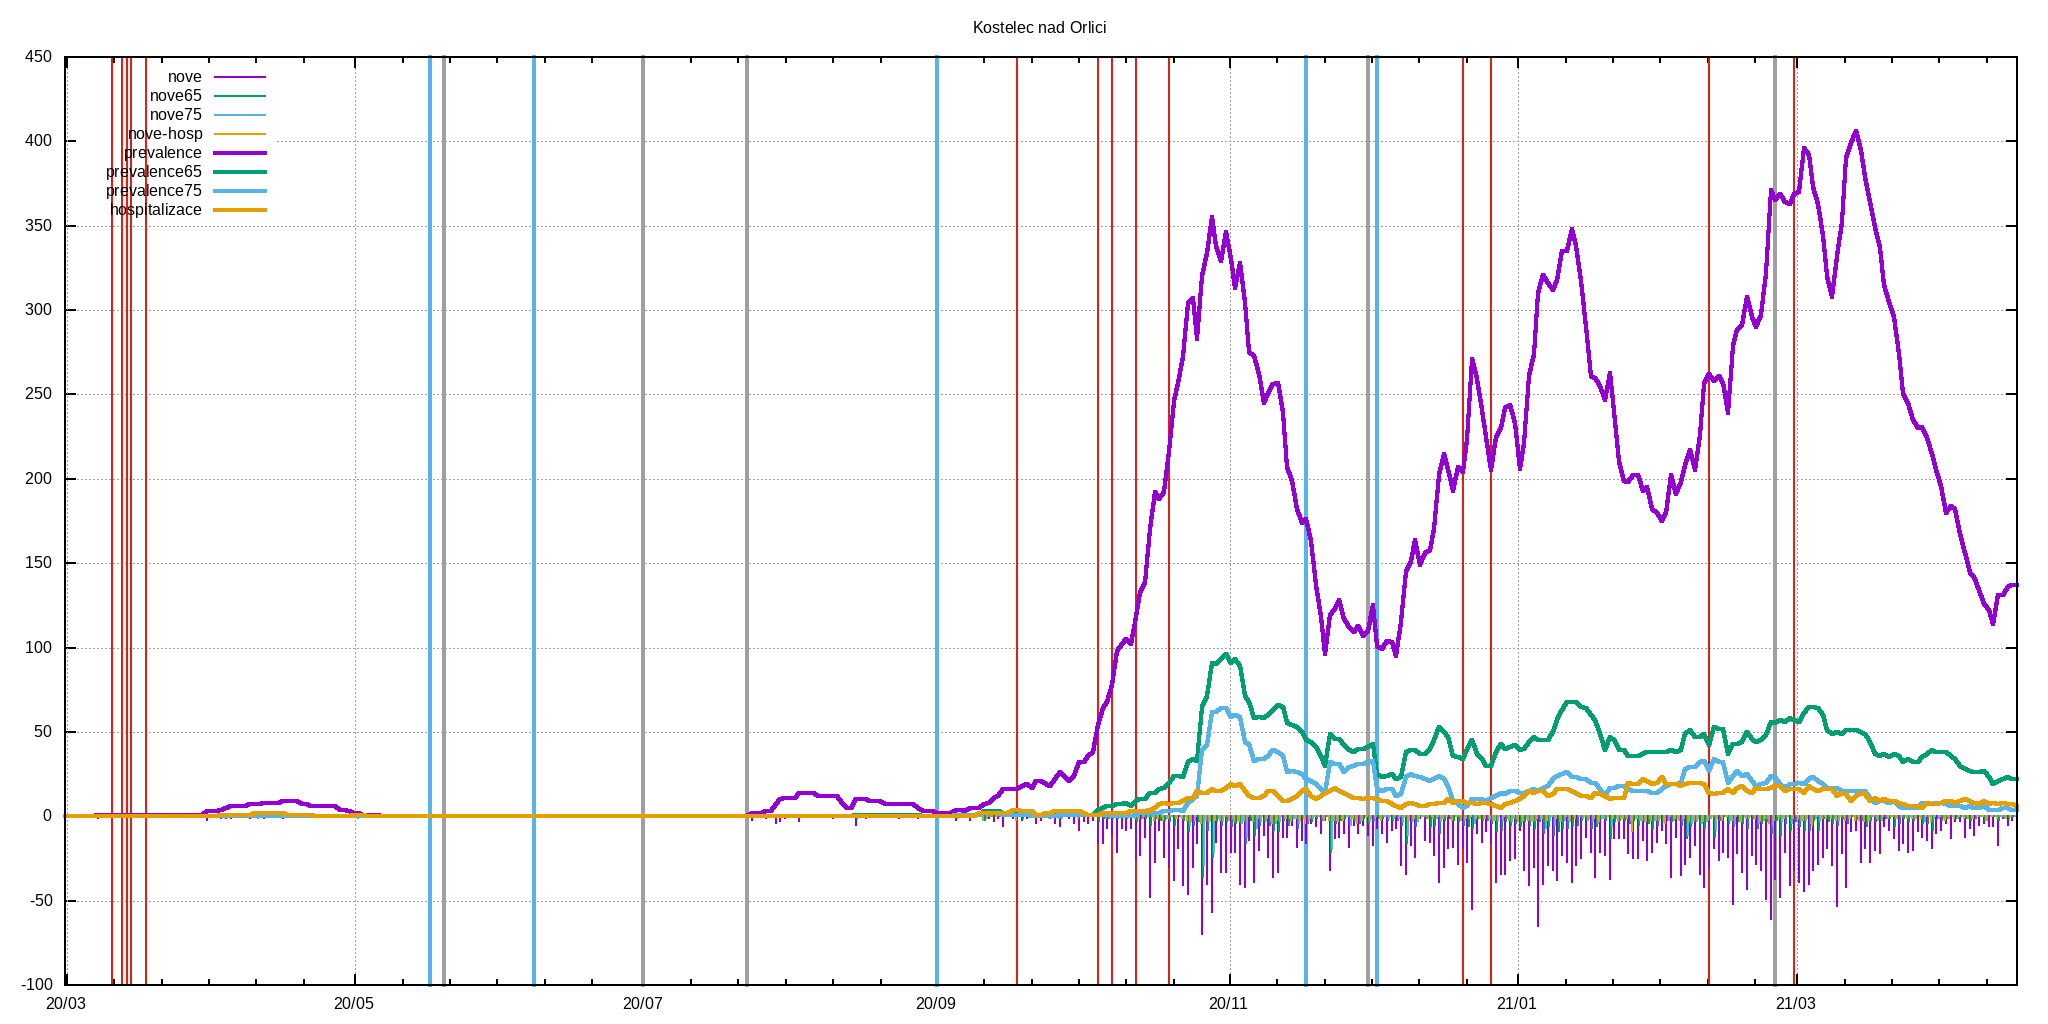 Kostelec nad Orlici
450
400
350
300
250
200
150
100
50
0
-50
-100
nove
nove65
nove75
nove-hosp
prevalence
prevalence65
prevalence75
hospitalizace
20/03 20/05 20/07 20/09 20/11 21/01 21/03